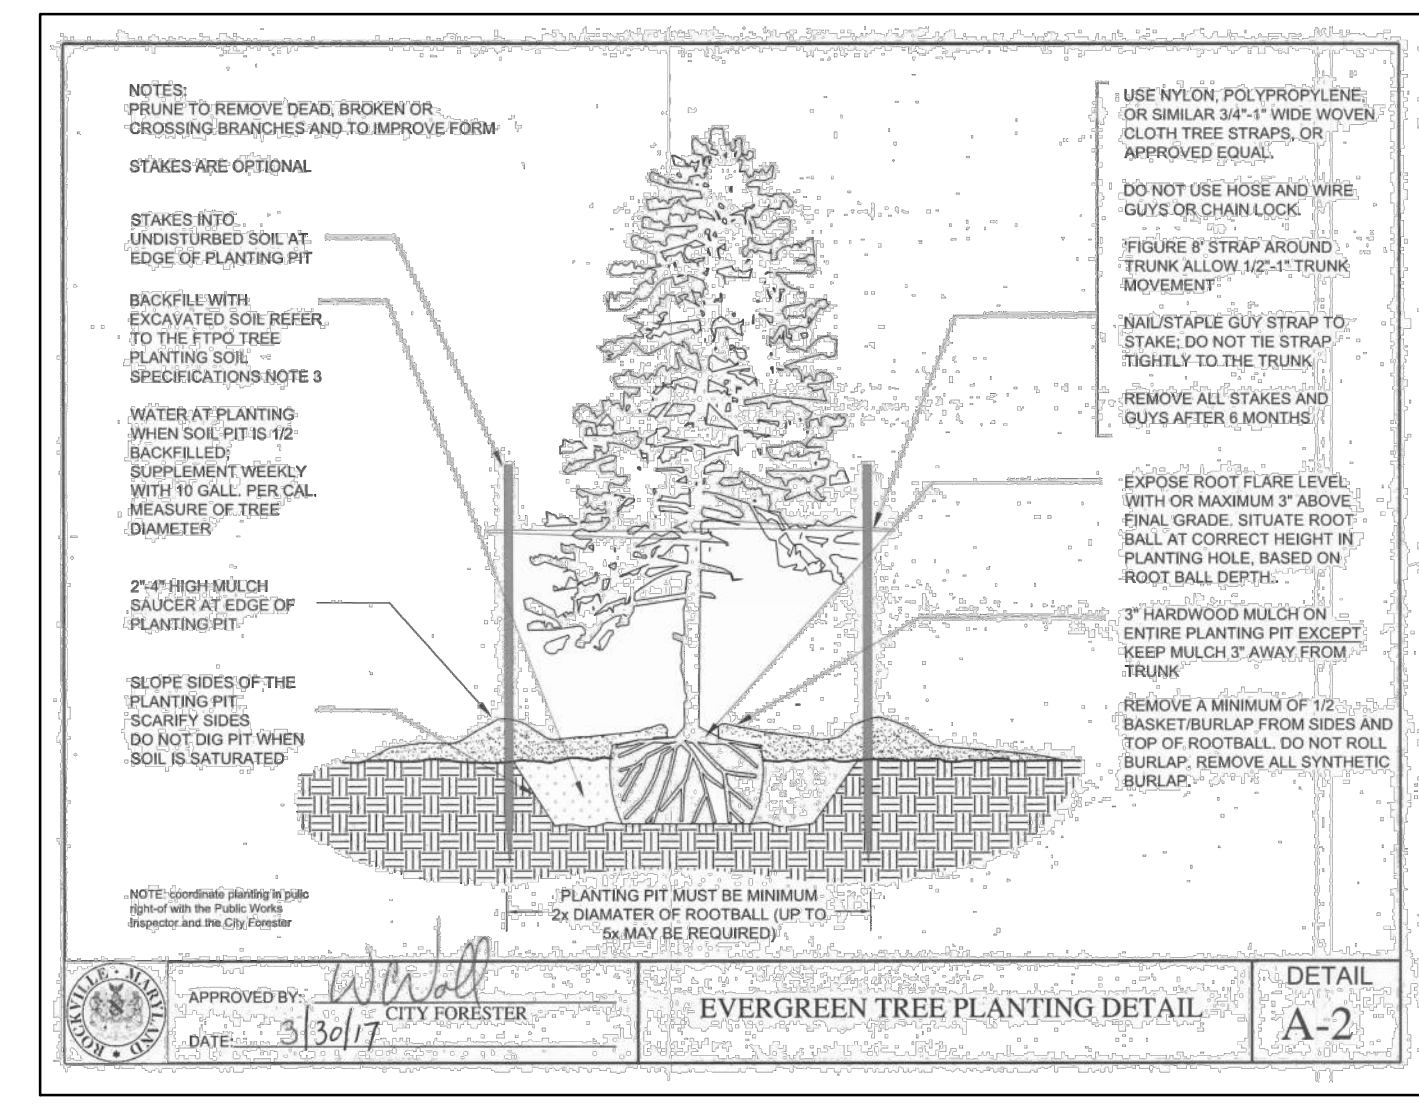 NOTES:
PRUNE TO REMOVE DEAD, BROKEN OR
CROSSING BRANCHES AND TO IMPROVE FORM
STAKES ARE OPTIONAL
STAKES INTO
UNDISTURBED SOIL AT
EDGE OF PLANTING PIT
BACKFILL WITH
EXCAVATED SOIL REFER
TO THE FTPO TREE
PLANTING SOIL
SPECIFICATIONS NOTE 3
WATER AT PLANTING
WHEN SOIL PIT IS 1/2
BACKFILLED;
SUPPLEMENT WEEKLY
WITH 10 GALL. PER CAL.
MEASURE OF TREE
DIAMETER
2"-4" HIGH MULCH
SAUCER AT EDGE OF
PLANTING PIT
SLOPE SIDES OF THE
PLANTING PIT
SCARIFY SIDES
DO NOT DIG PIT WHEN
SOIL IS SATURATED
NOTE: coordinate planting in pulic
right-of with the Public Works
Inspector and the City Forester
USE NYLON, POLYPROPYLENE,
OR SIMILAR 3/4"-1" WIDE WOVEN
CLOTH TREE STRAPS, OR
APPROVED EQUAL.
DO NOT USE HOSE AND WIRE
GUYS OR CHAIN LOCK.
'FIGURE 8' STRAP AROUND
TRUNK ALLOW 1/2"-1" TRUNK
MOVEMENT
NAIL/STAPLE GUY STRAP TO
STAKE; DO NOT TIE STRAP
TIGHTLY TO THE TRUNK
REMOVE ALL STAKES AND
GUYS AFTER 6 MONTHS
EXPOSE ROOT FLARE LEVEL
WITH OR MAXIMUM 3" ABOVE
FINAL GRADE. SITUATE ROOT
BALL AT CORRECT HEIGHT IN
PLANTING HOLE, BASED ON
ROOT BALL DEPTH.
3" HARDWOOD MULCH ON
ENTIRE PLANTING PIT EXCEPT
KEEP MULCH 3" AWAY FROM
TRUNK
REMOVE A MINIMUM OF 1/2
BASKET/BURLAP FROM SIDES AND
TOP OF ROOTBALL. DO NOT ROLL
BURLAP. REMOVE ALL SYNTHETIC
BURLAP.
PLANTING PIT MUST BE MINIMUM
2x DIAMATER OF ROOTBALL (UP TO
5x MAY BE REQUIRED)
ROCKVILLE • MARYLAND
APPROVED BY: W Woll
CITY FORESTER
DATE: 3/30/17
EVERGREEN TREE PLANTING DETAIL
DETAIL
A-2